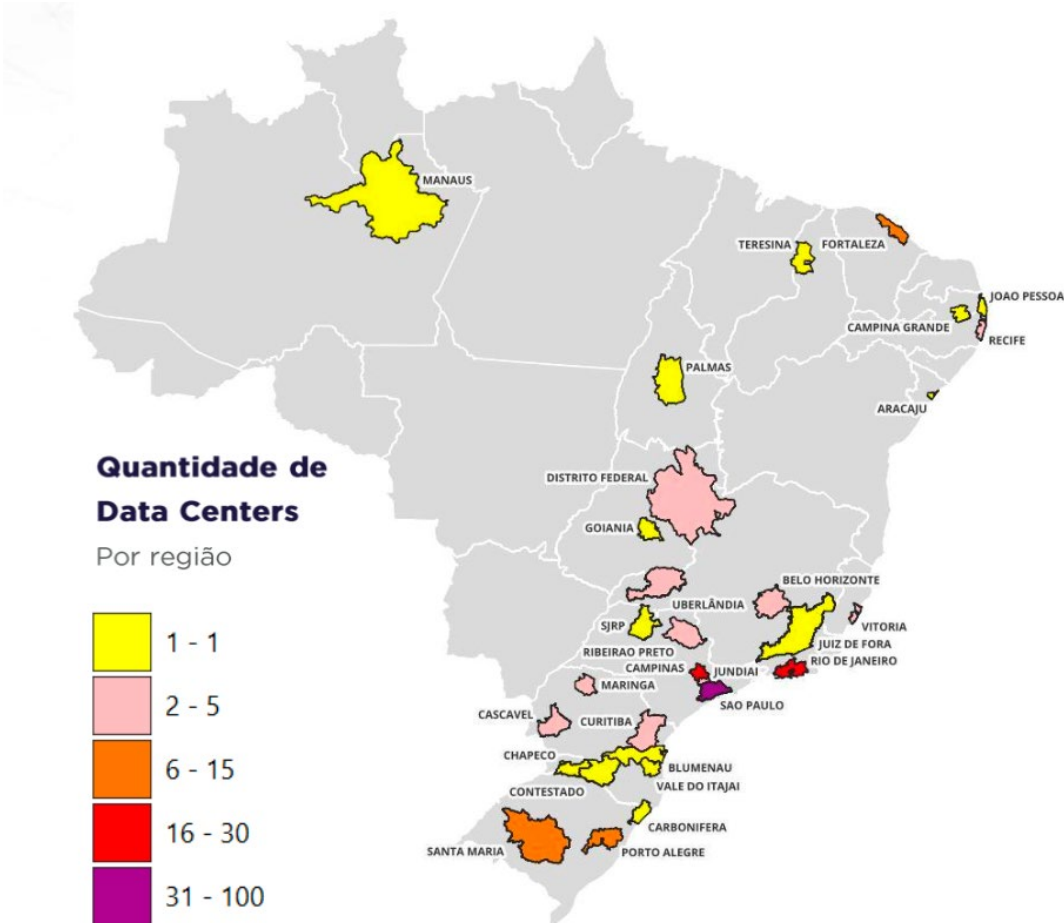 MANAUS
TERESINA
FORTALEZA
JOAO PESSOA
CAMPINA GRANDE
RECIFE
PALMAS
ARACAJU
Quantidade de
Data Centers
Por região
DISTRITO FEDERAL
GOIANIA
BELO HORIZONTE
UBERLÂNDIA
SJRP
VITORIA
JUIZ DE FORA
RIBEIRAO PRETO
RIO DE JANEIRO
CAMPINAS
JUNDIAI
MARINGA
SAO PAULO
CASCAVEL
CURITIBA
CHAPECO
BLUMENAU
VALE DO ITAJAI
CONTESTADO
CARBONIFERA
SANTA MARIA
PORTO ALEGRE
1 - 1
2 - 5
6 - 15
16 - 30
31 - 100